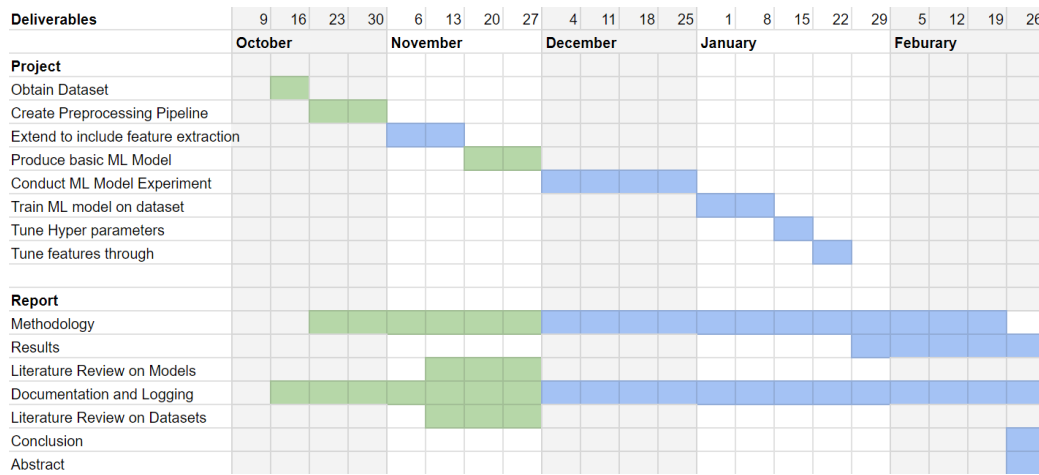 Deliverables 9 16 23 30 6 13 20 27 4 11 18 25 1 8 15 22 29 5 12 19 26
October November December January Feburary
Project
Obtain Dataset
Create Preprocessing Pipeline
Extend to include feature extraction
Produce basic ML Model
Conduct ML Model Experiment
Train ML model on dataset
Tune Hyper parameters
Tune features through
Report
Methodology
Results
Literature Review on Models
Documentation and Logging
Literature Review on Datasets
Conclusion
Abstract